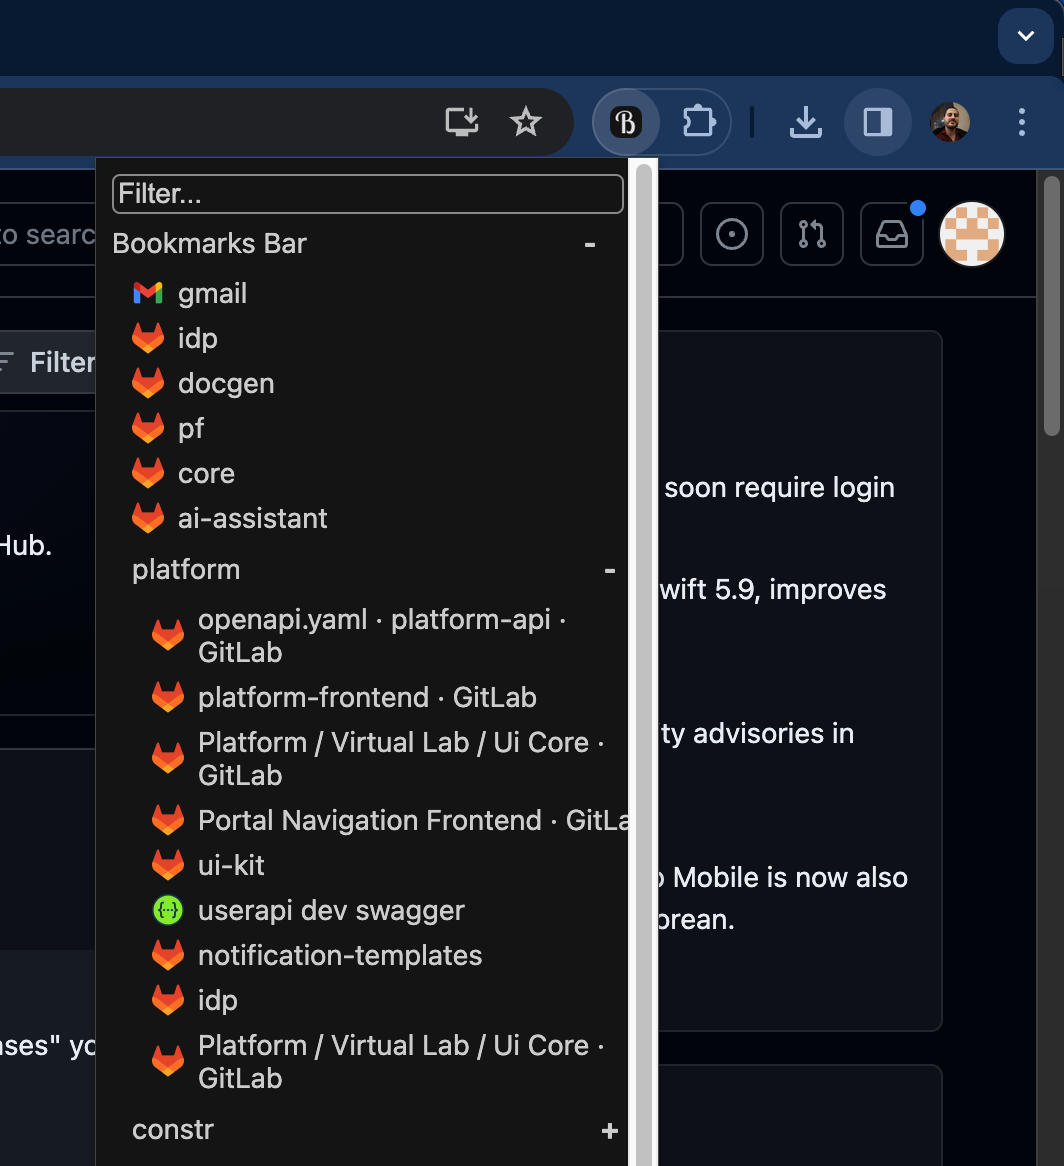 Filter...
to searc
Bookmarks Bar -
gmail
idp
Filter
docgen
pf
core
soon require login
ai-assistant
Hub.
platform -
wift 5.9, improves
openapi.yaml · platform-api ·
GitLab
platform-frontend · GitLab
Platform / Virtual Lab / Ui Core ·
GitLab
ty advisories in
Portal Navigation Frontend · GitLa
ui-kit
o Mobile is now also
userapi dev swagger
orean.
notification-templates
idp
Platform / Virtual Lab / Ui Core ·
GitLab
ases" yo
constr +